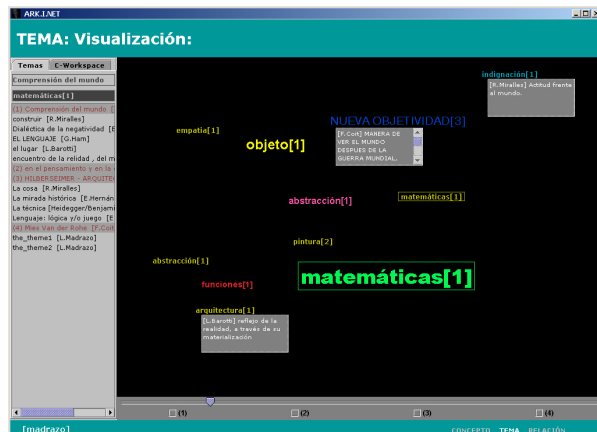 ARK.I.NET
TEMA: Visualización:
Temas
C-Workspace
Comprensión del mundo
matemáticas[1]
(1) Comprensión del mundo [
construir [R.Miralles]
Dialéctica de la negatividad [E
EL LENGUAJE [G.Ham]
el lugar [L.Barotti]
encuentro de la relidad , del m
(2) en el pensamiento y en la
(3) HILBERSEIMER - ARQUITE
La cosa [R.Miralles]
La mirada histórica [E.Hernán
La técnica [Heidegger/Benjami
Lenguaje: lógica y/o juego [E
(4) Mies Van der Rohe [F.Cort
the_theme1 [L.Madrazo]
the_theme2 [L.Madrazo]
indignación[1]
[R.Miralles] Actitud frente
al mundo.
NUEVA OBJETIVIDAD[3]
[F.Cort] MANERA DE
VER EL MUNDO
DESPUES DE LA
GUERRA MUNDIAL.
empatia[1]
objeto[1]
abstracción[1]
matemáticas[1]
pintura[2]
abstracción[1]
matemáticas[1]
funciones[1]
arquitectura[1]
[L.Barotti] reflejo de la
realidad, a través de su
materialización
(1) (2) (3) (4)
[madrazo]
CONCEPTO TEMA RELACIÓN